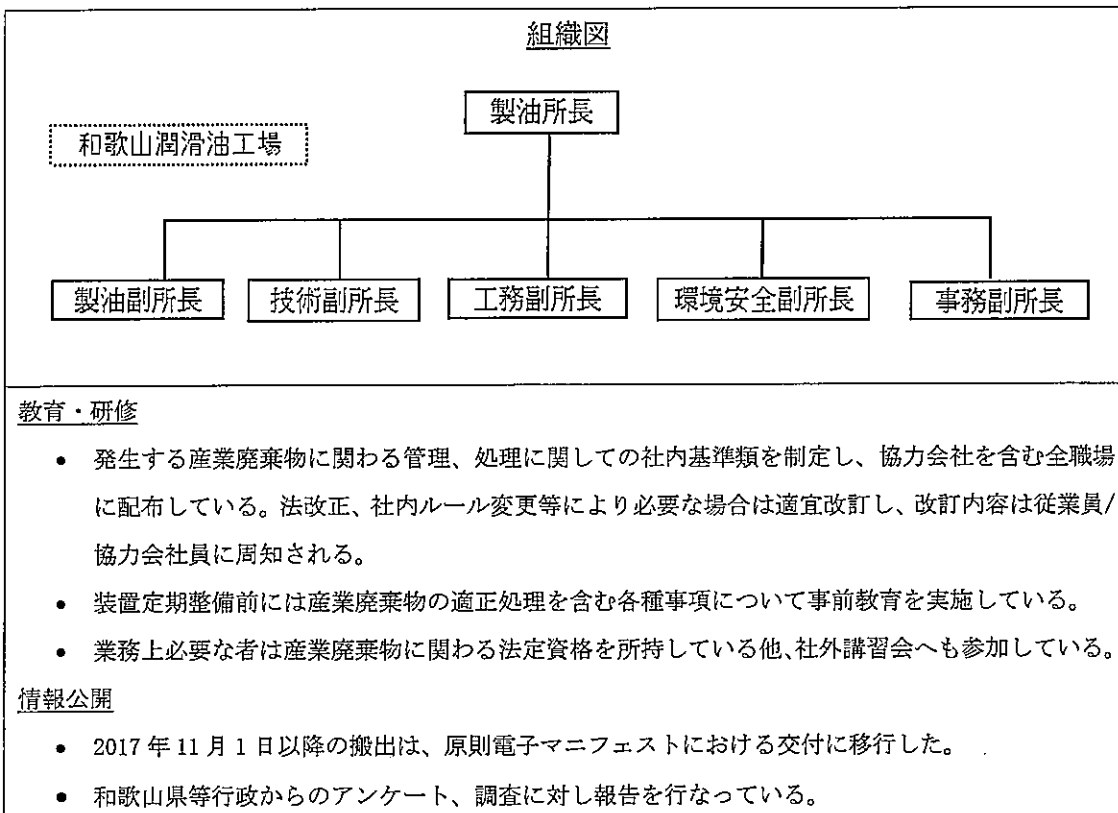 組織図
製油所長
和歌山潤滑油工場
製油副所長 技術副所長 工務副所長 環境安全副所長 事務副所長
教育・研修
• 発生する産業廃棄物に関わる管理、処理に関しての社内基準類を制定し、協力会社を含む全職場
に配布している。法改正、社内ルール変更等により必要な場合は適宜改訂し、改訂内容は従業員/
協力会社員に周知される。
• 装置定期整備前には産業廃棄物の適正処理を含む各種事項について事前教育を実施している。
• 業務上必要な者は産業廃棄物に関わる法定資格を所持している他、社外講習会へも参加している。
情報公開
• 2017年11月1日以降の搬出は、原則電子マニフェストにおける交付に移行した。
• 和歌山県等行政からのアンケート、調査に対し報告を行なっている。